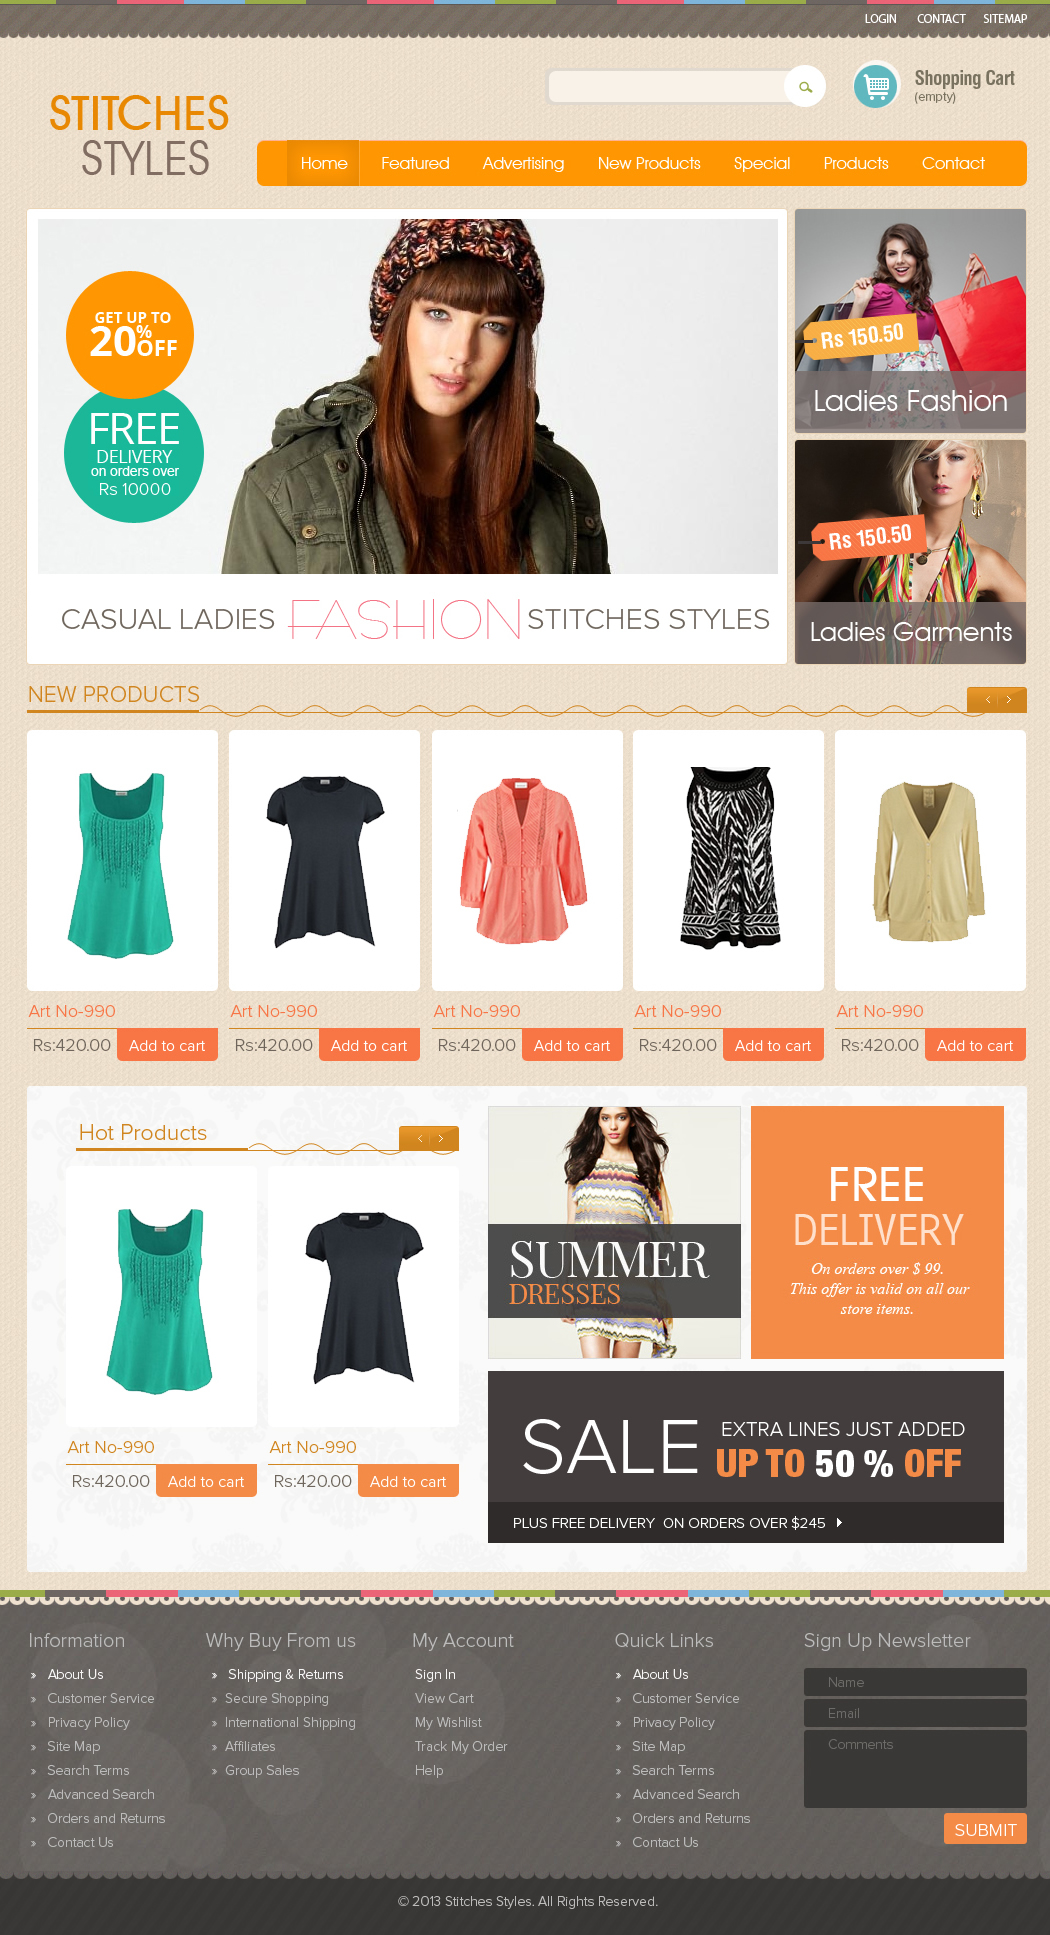 LOGIN CONTACT SITEMAP
Shopping Cart
(empty)
STITCHES
STYLES
Home Featured Advertising New Products Special Products Contact
GET UP TO
20% OFF
FREE
DELIVERY
on orders over
Rs 10000
CASUAL LADIES FASHION STITCHES STYLES
Rs 150.50
Ladies Fashion
Rs 150.50
Ladies Garments
NEW PRODUCTS
Art No-990 Art No-990 Art No-990 Art No-990 Art No-990
Rs:420.00 Add to cart Rs:420.00 Add to cart Rs:420.00 Add to cart Rs:420.00 Add to cart Rs:420.00 Add to cart
Hot Products
Art No-990 Art No-990
Rs:420.00 Add to cart Rs:420.00 Add to cart
SUMMER
DRESSES
FREE
DELIVERY
On orders over $ 99.
This offer is valid on all our
store items.
SALE
EXTRA LINES JUST ADDED
UP TO 50 % OFF
PLUS FREE DELIVERY ON ORDERS OVER $245
Information
» About Us
» Customer Service
» Privacy Policy
» Site Map
» Search Terms
» Advanced Search
» Orders and Returns
» Contact Us
Why Buy From us
» Shipping & Returns
» Secure Shopping
» International Shipping
» Affiliates
» Group Sales
My Account
Sign In
View Cart
My Wishlist
Track My Order
Help
Quick Links
» About Us
» Customer Service
» Privacy Policy
» Site Map
» Search Terms
» Advanced Search
» Orders and Returns
» Contact Us
Sign Up Newsletter
Name
Email
Comments
SUBMIT
© 2013 Stitches Styles. All Rights Reserved.